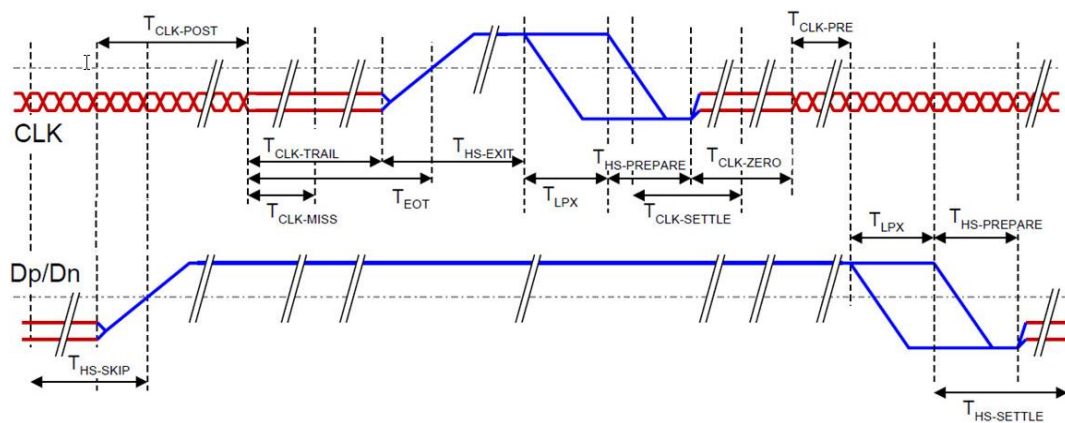 TCLK-POST
TCLK-PRE
CLK
TCLK-TRAIL
THS-EXIT
THS-PREPARE
TCLK-ZERO
TEOT
TLPX
TCLK-MISS
TCLK-SETTLE
TLPX
THS-PREPARE
Dp/Dn
THS-SKIP
THS-SETTLE